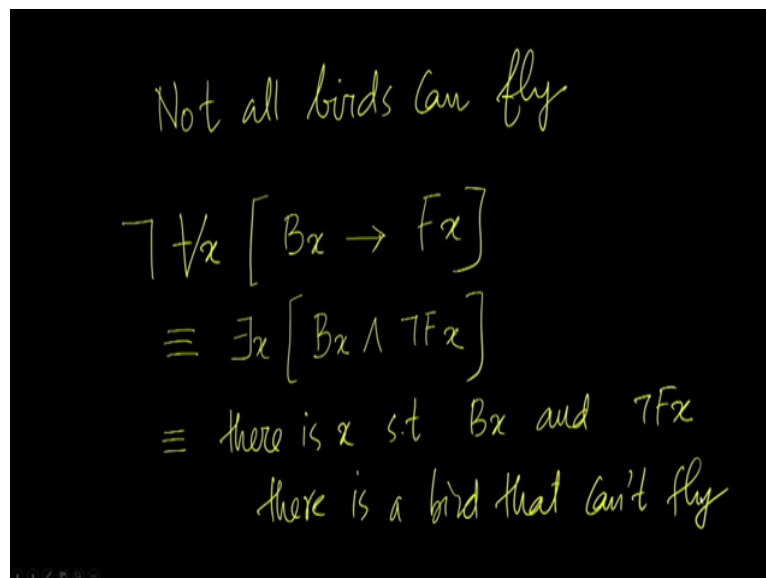 Not all birds can fly
¬∀x [Bx → Fx]
≡ ∃x [Bx ∧ ¬Fx]
≡ there is x s.t Bx and ¬Fx
there is a bird that can't fly